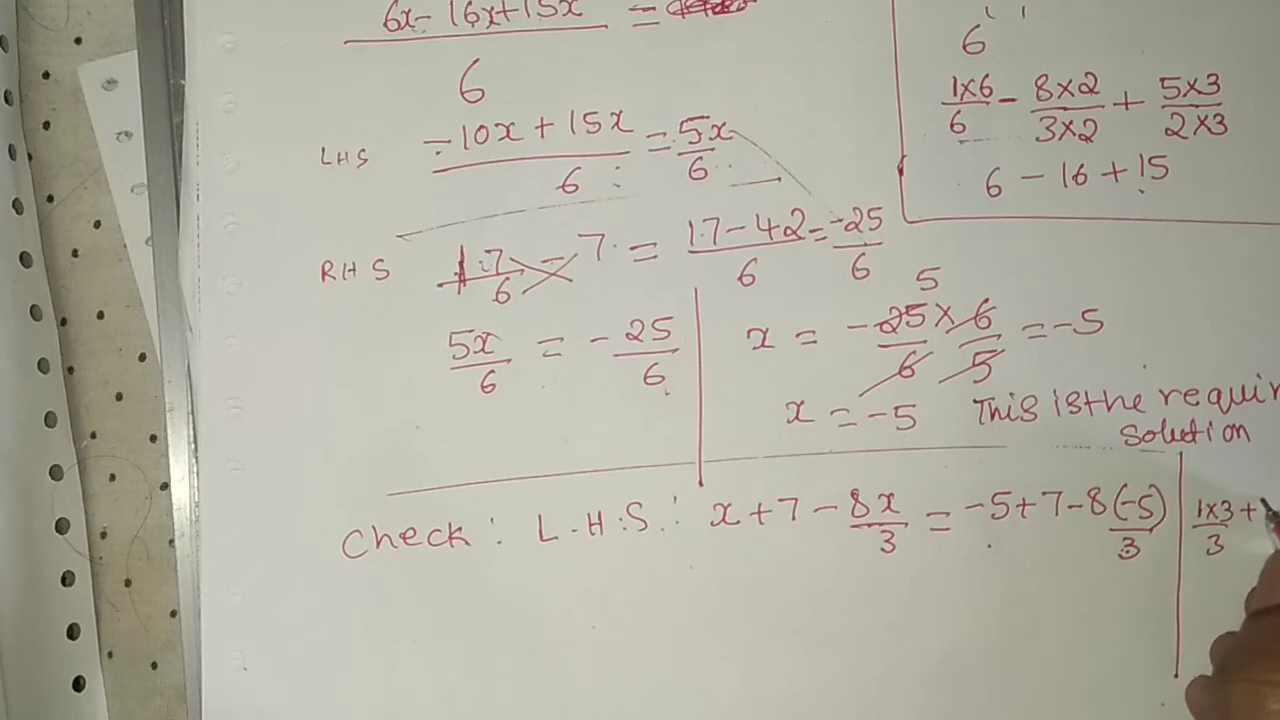 6x - 16x + 15x =
6
LHS -10x + 15x / 6 = 5x / 6
RHS 17/6 - 7 = 17 - 42 / 6 = -25 / 6
5x/6 = - 25/6
x = - 25/6 × 6/5 = -5
5
x = -5 This is the requir
solution
6
1×6/6 - 8×2/3×2 + 5×3/2×3
6 - 16 + 15
Check : L.H.S : x + 7 - 8x/3 = -5 + 7 - 8(-5)/3
1×3/3 +